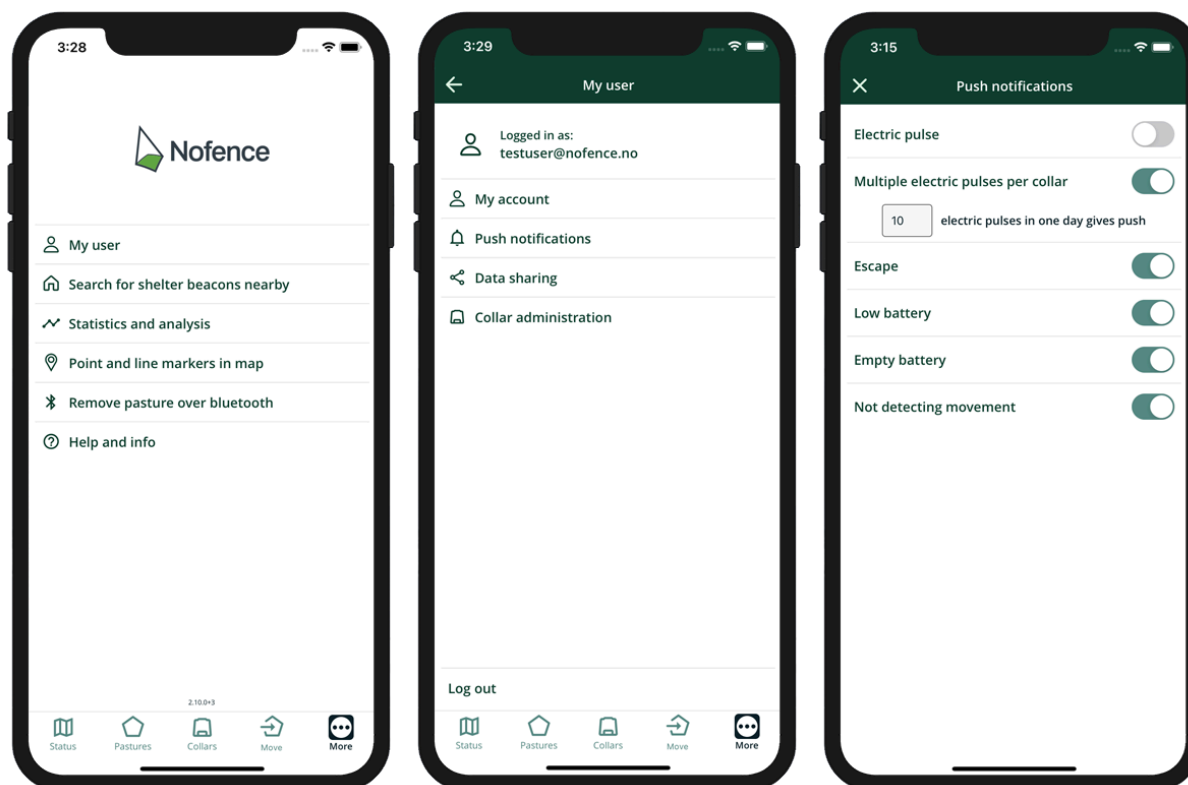 3:28
Nofence
My user
Search for shelter beacons nearby
Statistics and analysis
Point and line markers in map
Remove pasture over bluetooth
Help and info
2.10.0+3
Status
Pastures
Collars
Move
More
3:29
My user
Logged in as:
testuser@nofence.no
My account
Push notifications
Data sharing
Collar administration
Log out
Status
Pastures
Collars
Move
More
3:15
Push notifications
Electric pulse
Multiple electric pulses per collar
10 electric pulses in one day gives push
Escape
Low battery
Empty battery
Not detecting movement